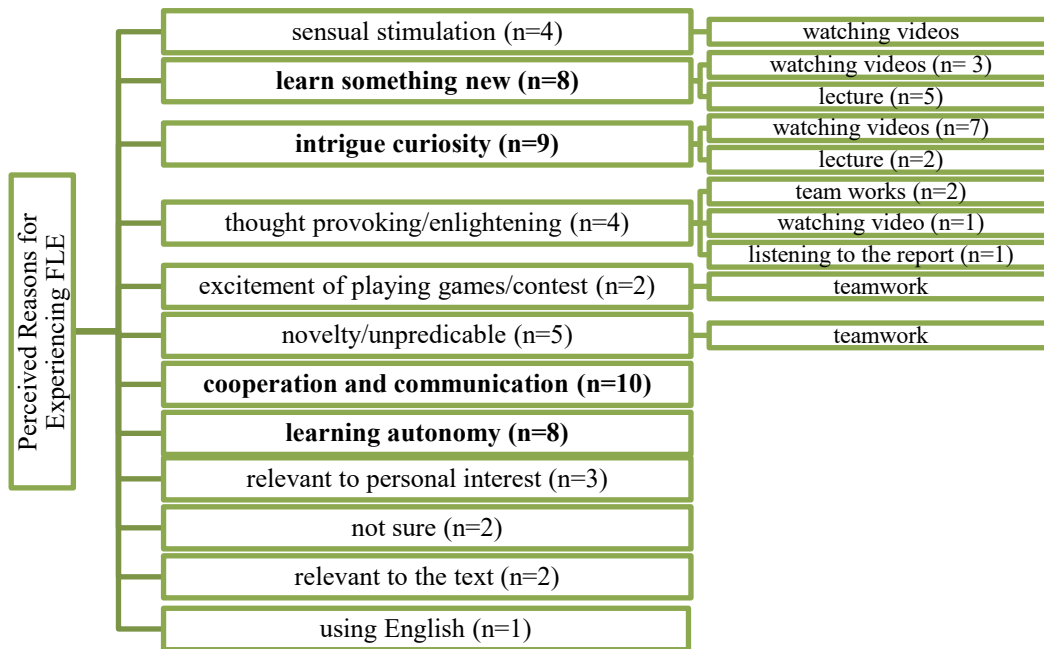 Perceived Reasons for
Experiencing FLE
sensual stimulation (n=4)
watching videos
learn something new (n=8)
watching videos (n= 3)
lecture (n=5)
intrigue curiosity (n=9)
watching videos (n=7)
lecture (n=2)
thought provoking/enlightening (n=4)
team works (n=2)
watching video (n=1)
listening to the report (n=1)
excitement of playing games/contest (n=2)
teamwork
novelty/unpredicable (n=5)
teamwork
cooperation and communication (n=10)
learning autonomy (n=8)
relevant to personal interest (n=3)
not sure (n=2)
relevant to the text (n=2)
using English (n=1)